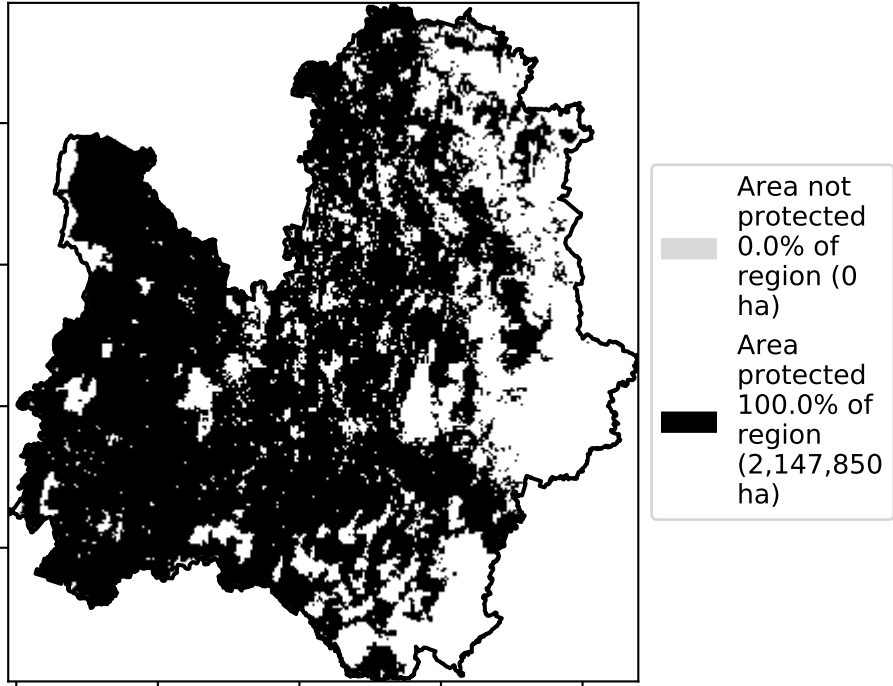 Area not
protected
0.0% of
region (0
ha)
Area
protected
100.0% of
region
(2,147,850
ha)